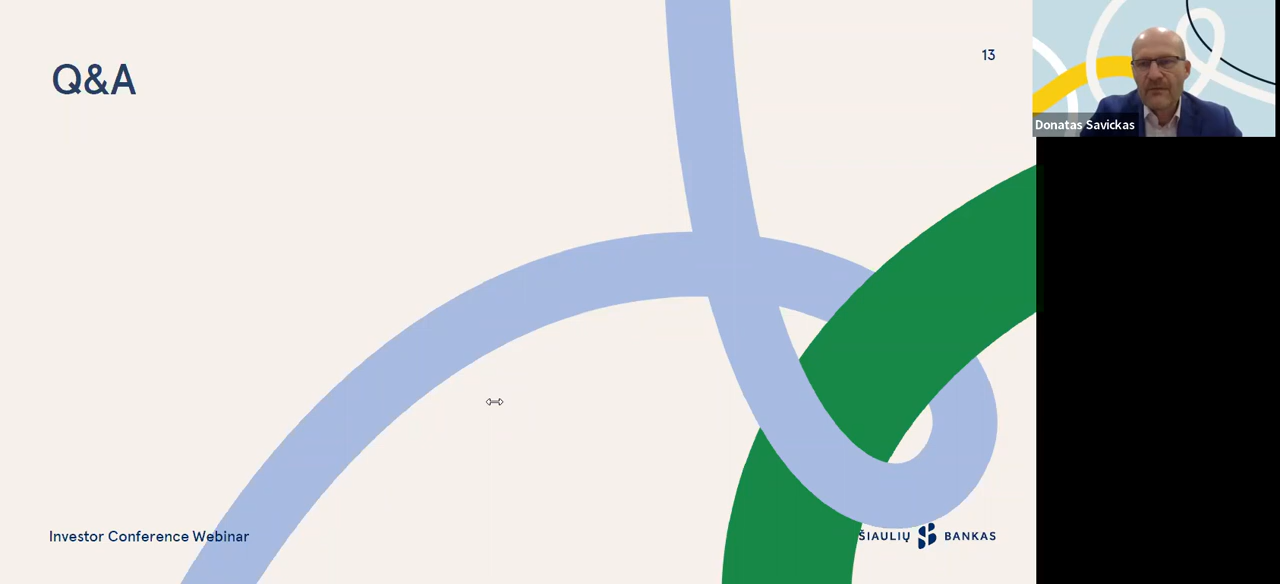 Q&A
13
Donatas Savickas
Investor Conference Webinar
ŠIAULIŲ BANKAS